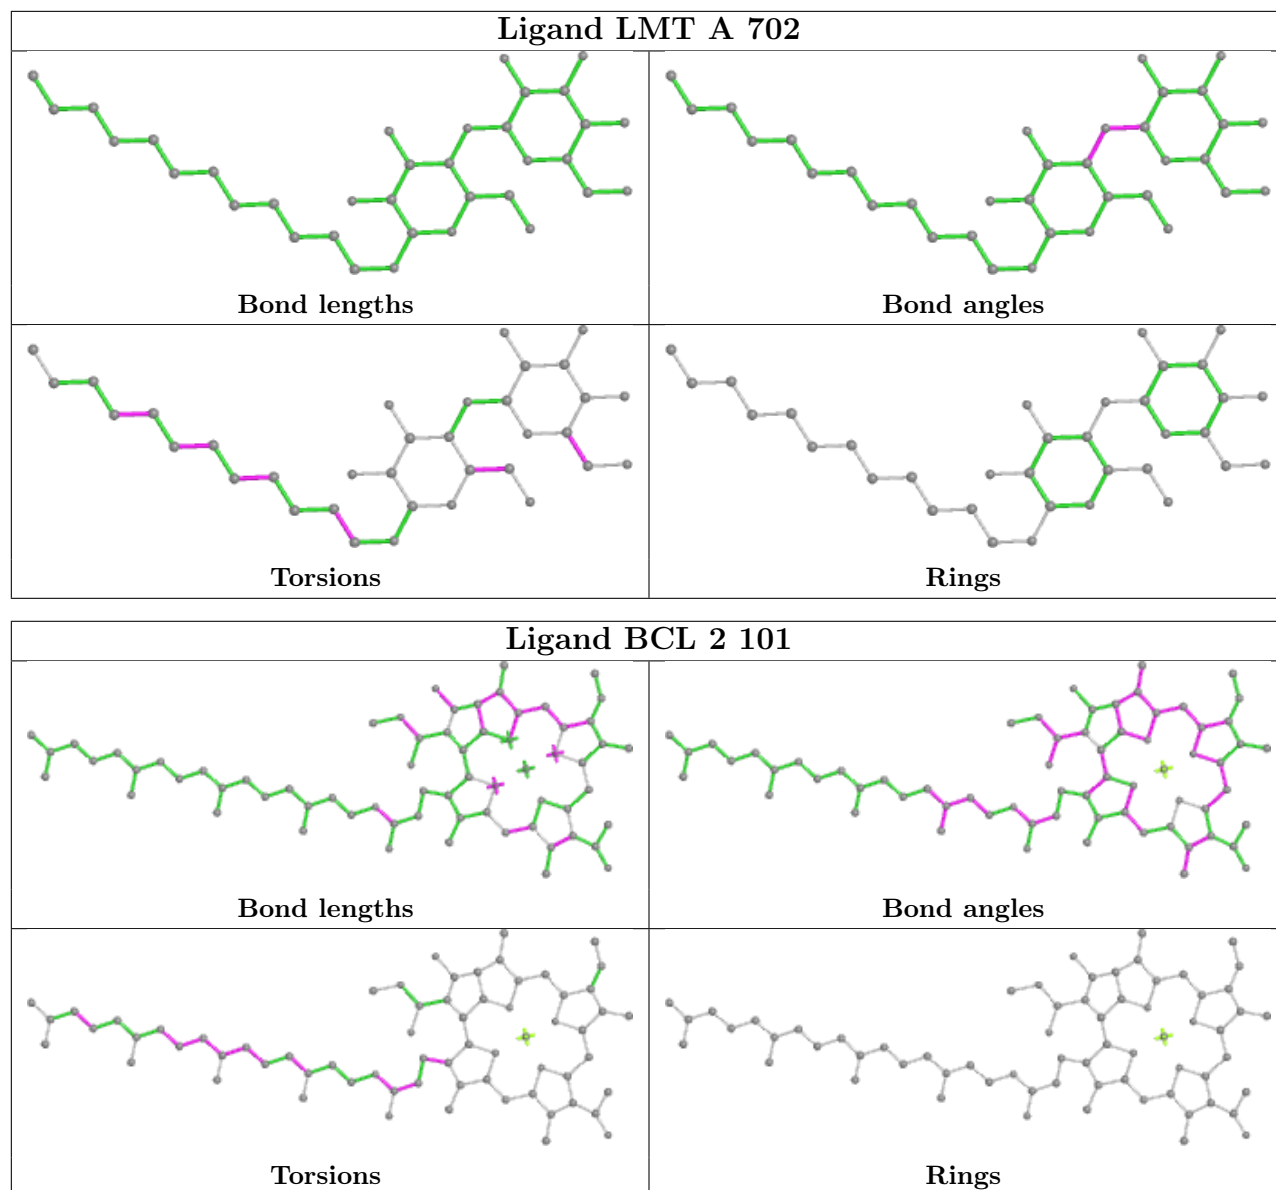 Ligand LMT A 702
Bond lengths
Bond angles
Torsions
Rings
Ligand BCL 2 101
Bond lengths
Bond angles
Torsions
Rings